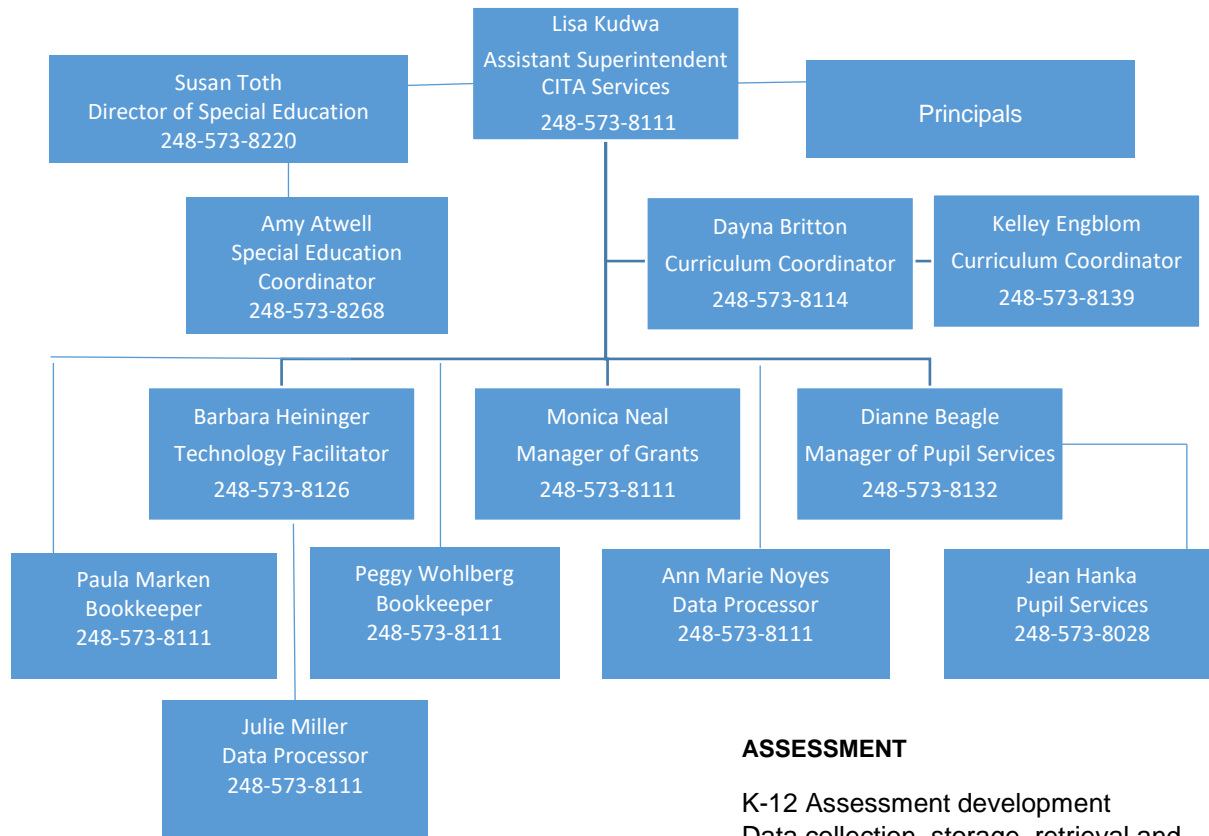 Lisa Kudwa
Assistant Superintendent
CITA Services
248-573-8111
Susan Toth
Director of Special Education
248-573-8220
Principals
Amy Atwell
Special Education
Coordinator
248-573-8268
Dayna Britton
Curriculum Coordinator
248-573-8114
Kelley Engblom
Curriculum Coordinator
248-573-8139
Barbara Heininger
Technology Facilitator
248-573-8126
Monica Neal
Manager of Grants
248-573-8111
Dianne Beagle
Manager of Pupil Services
248-573-8132
Paula Marken
Bookkeeper
248-573-8111
Peggy Wohlberg
Bookkeeper
248-573-8111
Ann Marie Noyes
Data Processor
248-573-8111
Jean Hanka
Pupil Services
248-573-8028
Julie Miller
Data Processor
248-573-8111
ASSESSMENT
K-12 Assessment development
Data collection, storage, retrieval and